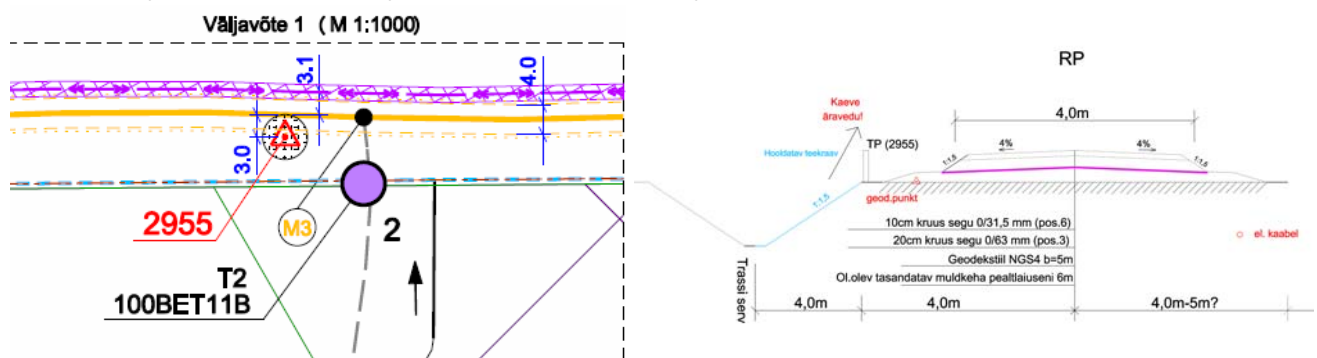 Väljavõte 1 (M 1:1000)
3.1
4.0
3.0
2955
M3
2
T2
100BET11B
RP
4,0m
Kaeve
äravedu!
TP (2955)
Hooldatav teekraav
4%
4%
1:1,5
1:1,5
1:1,5
geod.punkt
10cm kruus segu 0/31,5 mm (pos.6)
20cm kruus segu 0/63 mm (pos.3)
el. kaabel
Geodekstiil NGS4 b=5m
Ol.olev tasandatav muldkeha pealtlaiuseni 6m
Trassi serv
4,0m
4,0m
4,0m-5m?